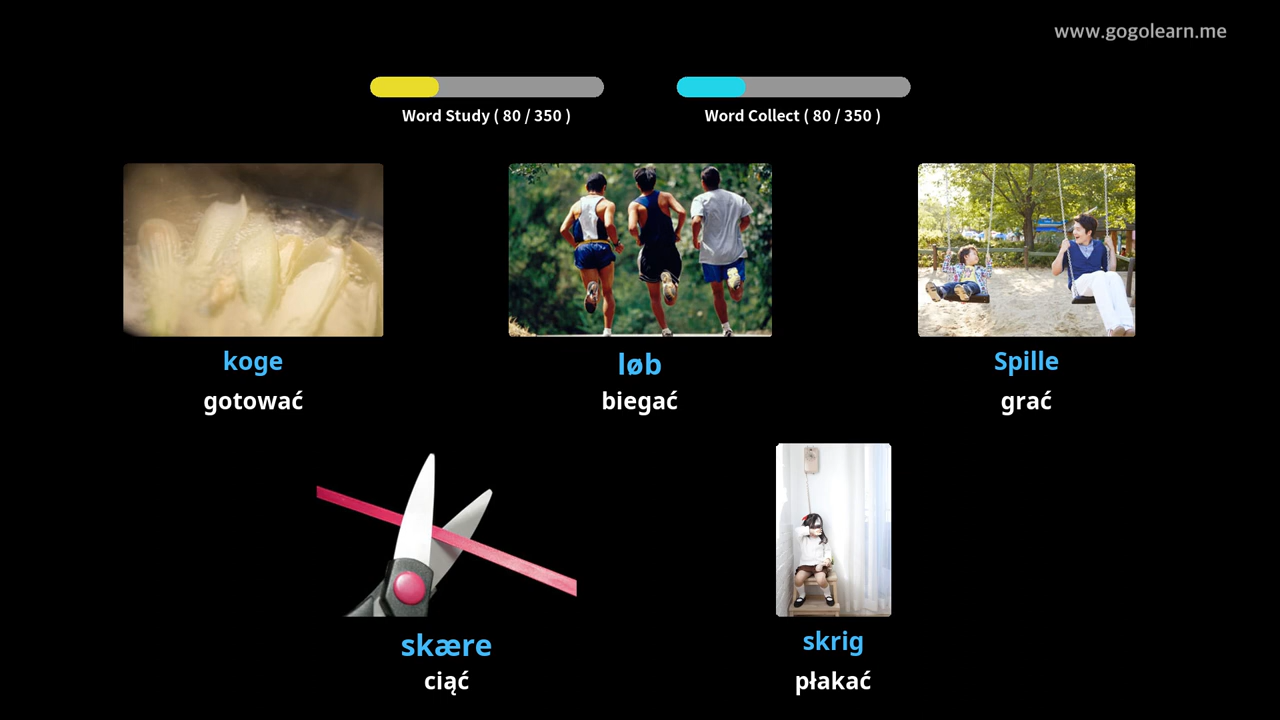 www.gogolearn.me
Word Study ( 80 / 350 )
Word Collect ( 80 / 350 )
koge
gotować
løb
biegać
Spille
grać
skære
ciąć
skrig
płakać